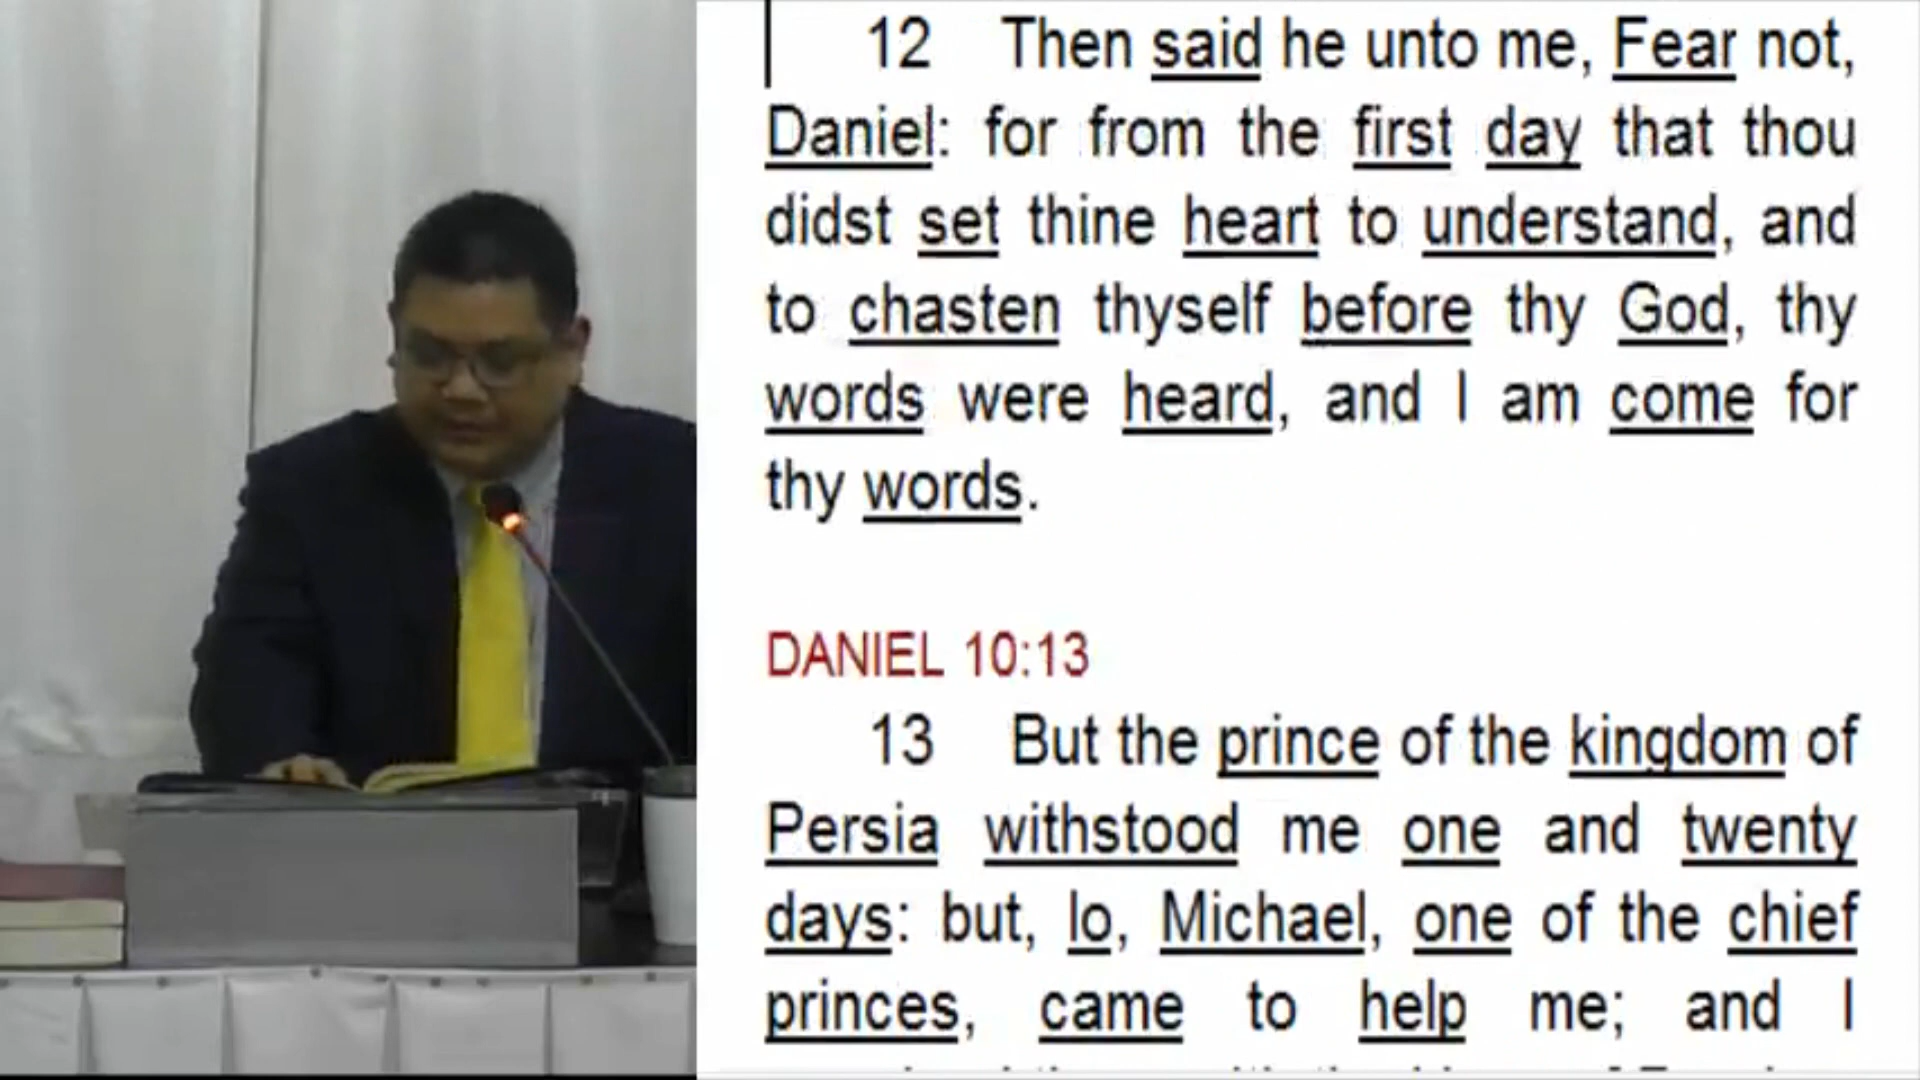 12 Then said he unto me, Fear not,
Daniel: for from the first day that thou
didst set thine heart to understand, and
to chasten thyself before thy God, thy
words were heard, and I am come for
thy words.
DANIEL 10:13
13 But the prince of the kingdom of
Persia withstood me one and twenty
days: but, lo, Michael, one of the chief
princes, came to help me; and I